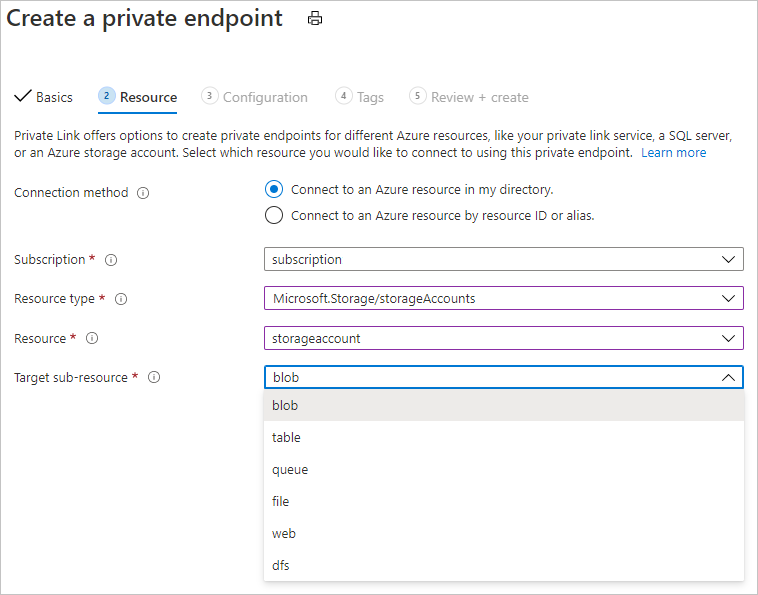 Create a private endpoint
Basics
2 Resource
3 Configuration
4 Tags
5 Review + create
Private Link offers options to create private endpoints for different Azure resources, like your private link service, a SQL server,
or an Azure storage account. Select which resource you would like to connect to using this private endpoint. Learn more
Connection method
Connect to an Azure resource in my directory.
Connect to an Azure resource by resource ID or alias.
Subscription *
subscription
Resource type *
Microsoft.Storage/storageAccounts
Resource *
storageaccount
Target sub-resource *
blob
blob
table
queue
file
web
dfs